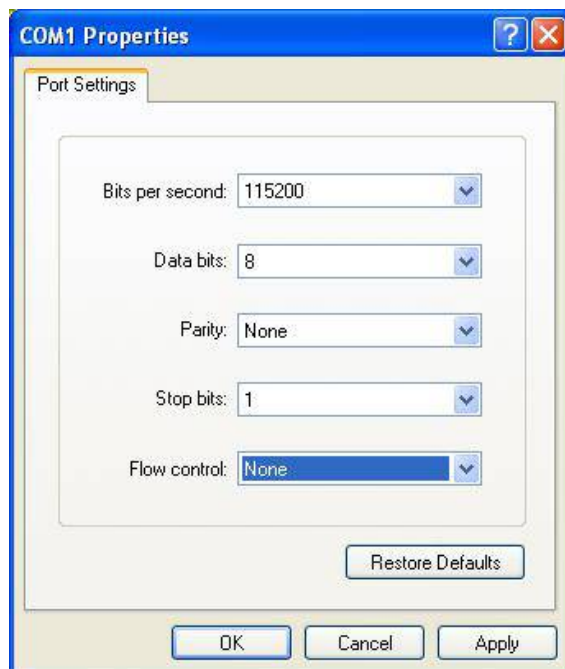 COM1 Properties
Port Settings
Bits per second: 115200
Data bits: 8
Parity: None
Stop bits: 1
Flow control: None
Restore Defaults
OK Cancel Apply